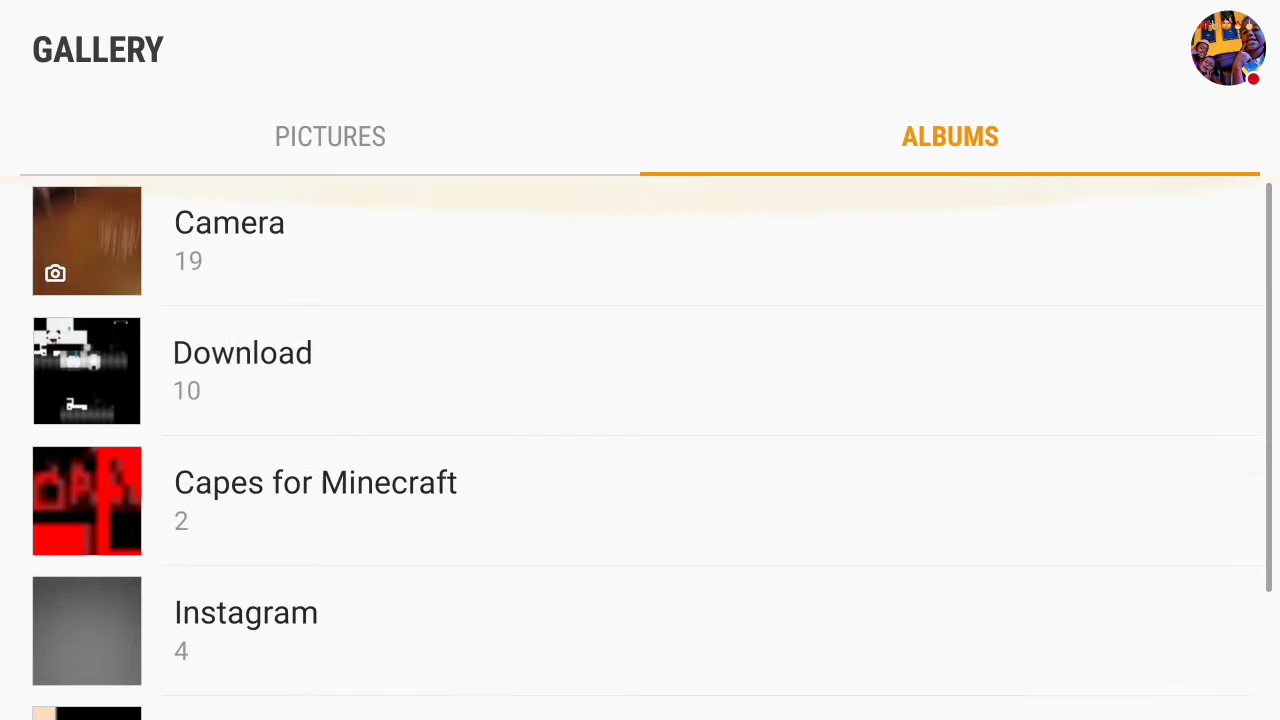 GALLERY
PICTURES
ALBUMS
Camera
19
Download
10
Capes for Minecraft
2
Instagram
4